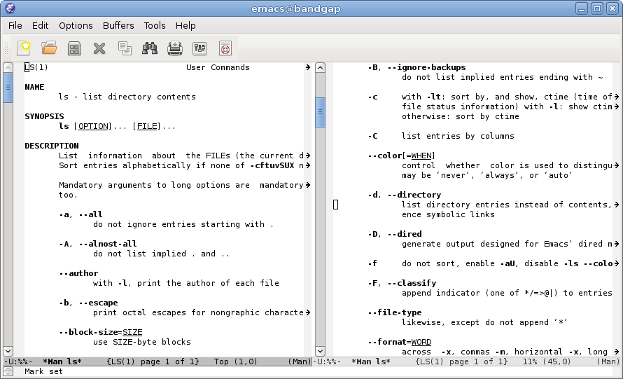 emacs@bandgap
File Edit Options Buffers Tools Help
LS(1) User Commands
NAME
ls - list directory contents
SYNOPSIS
ls [OPTION]... [FILE]...
DESCRIPTION
List information about the FILEs (the current d
Sort entries alphabetically if none of -cftuvSUX n
Mandatory arguments to long options are mandatory
too.
-a, --all
do not ignore entries starting with .
-A, --almost-all
do not list implied . and ..
--author
with -l, print the author of each file
-b, --escape
print octal escapes for nongraphic characte
--block-size=SIZE
use SIZE-byte blocks
-U:%%- *Man ls* {LS(1) page 1 of 1} Top (1,0) (Man)
-B, --ignore-backups
do not list implied entries ending with ~
-c with -lt: sort by, and show, ctime (time of
file status information) with -l: show ctim
otherwise: sort by ctime
-C list entries by columns
--color[=WHEN]
control whether color is used to distingu
may be ‘never’, ‘always’, or ‘auto’
-d, --directory
list directory entries instead of contents,
ence symbolic links
-D, --dired
generate output designed for Emacs’ dired m
-f do not sort, enable -aU, disable -ls --colo
-F, --classify
append indicator (one of */=>@|) to entries
--file-type
likewise, except do not append ‘*’
--format=WORD
across -x, commas -m, horizontal -x, long
-U:%%- *Man ls* {LS(1) page 1 of 1} 11% (45,0) (Man)
Mark set